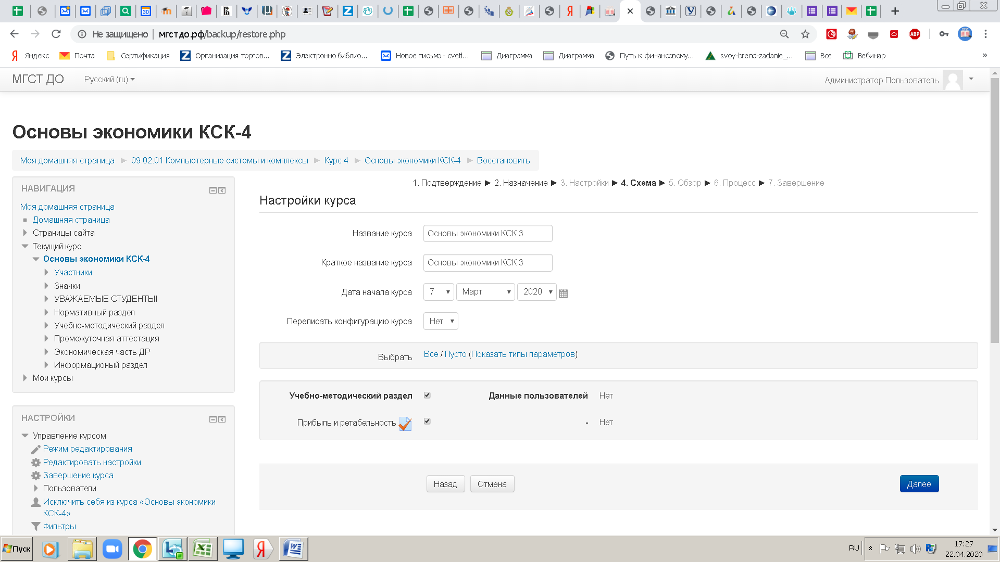 Не защищено | мгстдо.рф/backup/restore.php
Яндекс
Почта
Сертификация
Организация торгов...
Электронно библио...
Новое письмо - cvetl...
Диаграмма
Диаграмма
Путь к финансовому...
svoy-brend-zadanie_...
Все
Вебинар
»
МГСТ ДО
Русский (ru)
Администратор Пользователь
Основы экономики КСК-4
Моя домашняя страница ► 09.02.01 Компьютерные системы и комплексы ► Курс 4 ► Основы экономики КСК-4 ► Восстановить
НАВИГАЦИЯ
Моя домашняя страница
Домашняя страница
Страницы сайта
Текущий курс
Основы экономики КСК-4
Участники
Значки
УВАЖАЕМЫЕ СТУДЕНТЫ!
Нормативный раздел
Учебно-методический раздел
Промежуточная аттестация
Экономическая часть ДР
Информационый раздел
Мои курсы
НАСТРОЙКИ
Управление курсом
Режим редактирования
Редактировать настройки
Завершение курса
Пользователи
Исключить себя из курса «Основы экономики
КСК-4»
Фильтры
1. Подтверждение ► 2. Назначение ► 3. Настройки ► 4. Схема ► 5. Обзор ► 6. Процесс ► 7. Завершение
Настройки курса
Название курса Основы экономики КСК 3
Краткое название курса Основы экономики КСК 3
Дата начала курса 7 Март 2020
Переписать конфигурацию курса Нет
Выбрать Все / Пусто (Показать типы параметров)
Учебно-методический раздел Данные пользователей Нет
Прибыль и ретабельность - Нет
Назад Отмена Далее
Пуск
RU
17:27
22.04.2020